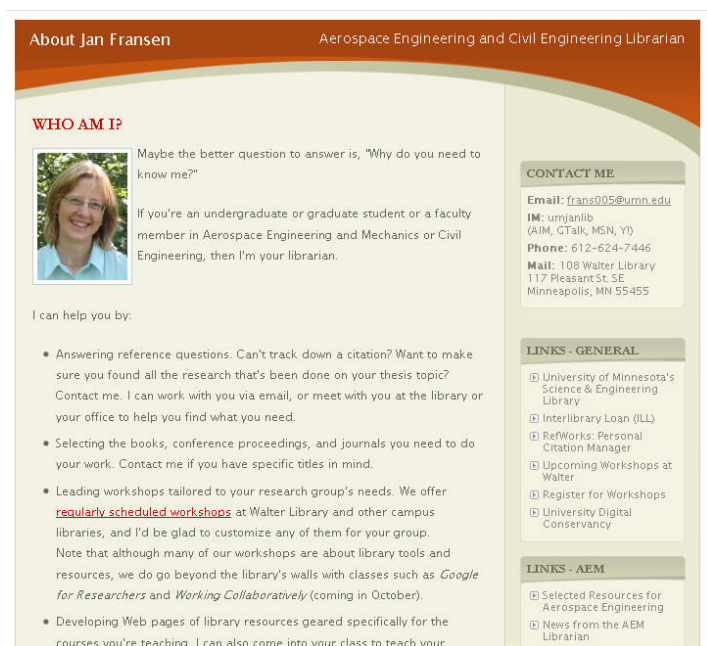 About Jan Fransen
Aerospace Engineering and Civil Engineering Librarian
WHO AM I?
Maybe the better question to answer is, "Why do you need to
know me?"
If you're an undergraduate or graduate student or a faculty
member in Aerospace Engineering and Mechanics or Civil
Engineering, then I'm your librarian.
I can help you by:
• Answering reference questions. Can't track down a citation? Want to make
sure you found all the research that's been done on your thesis topic?
Contact me. I can work with you via email, or meet with you at the library or
your office to help you find what you need.
• Selecting the books, conference proceedings, and journals you need to do
your work. Contact me if you have specific titles in mind.
• Leading workshops tailored to your research group's needs. We offer
regularly scheduled workshops at Walter Library and other campus
libraries, and I'd be glad to customize any of them for your group.
Note that although many of our workshops are about library tools and
resources, we do go beyond the library's walls with classes such as Google
for Researchers and Working Collaboratively (coming in October).
• Developing Web pages of library resources geared specifically for the
courses you're teaching. I can also come into your class to teach your
CONTACT ME
Email: frans005@umn.edu
IM: umjanlib
(AIM, GTalk, MSN, Y!)
Phone: 612-624-7446
Mail: 108 Walter Library
117 Pleasant St. SE
Minneapolis, MN 55455
LINKS - GENERAL
University of Minnesota's
Science & Engineering
Library
Interlibrary Loan (ILL)
RefWorks: Personal
Citation Manager
Upcoming Workshops at
Walter
Register for Workshops
University Digital
Conservancy
LINKS - AEM
Selected Resources for
Aerospace Engineering
News from the AEM
Librarian